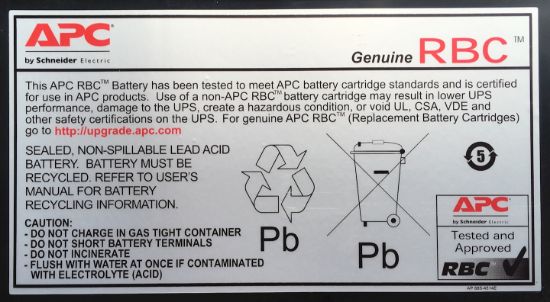 APC
by Schneider Electric
Genuine RBC™
This APC RBC™ Battery has been tested to meet APC battery cartridge standards and is certified
for use in APC products. Use of a non-APC RBC™ battery cartridge may result in lower UPS
performance, damage to the UPS, create a hazardous condition, or void UL, CSA, VDE and
other safety certifications on the UPS. For genuine APC RBC™ (Replacement Battery Cartridges)
go to http://upgrade.apc.com
SEALED, NON-SPILLABLE LEAD ACID
BATTERY. BATTERY MUST BE
RECYCLED. REFER TO USER'S
MANUAL FOR BATTERY
RECYCLING INFORMATION.
CAUTION:
- DO NOT CHARGE IN GAS TIGHT CONTAINER
- DO NOT SHORT BATTERY TERMINALS
- DO NOT INCINERATE
- FLUSH WITH WATER AT ONCE IF CONTAMINATED
WITH ELECTROLYTE (ACID)
Pb
Pb
5
APC
by Schneider Electric
Tested and
Approved
RBC™